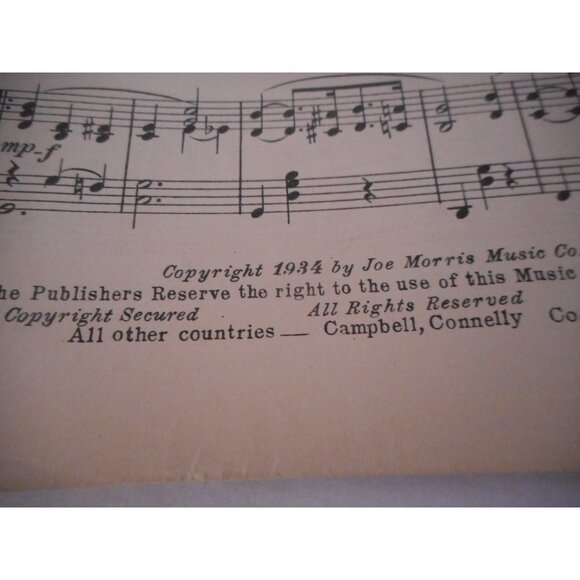 mp-f
Copyright 1934 by Joe Morris Music Co
he Publishers Reserve the right to the use of this Music
Copyright Secured All Rights Reserved
All other countries — Campbell, Connelly Co